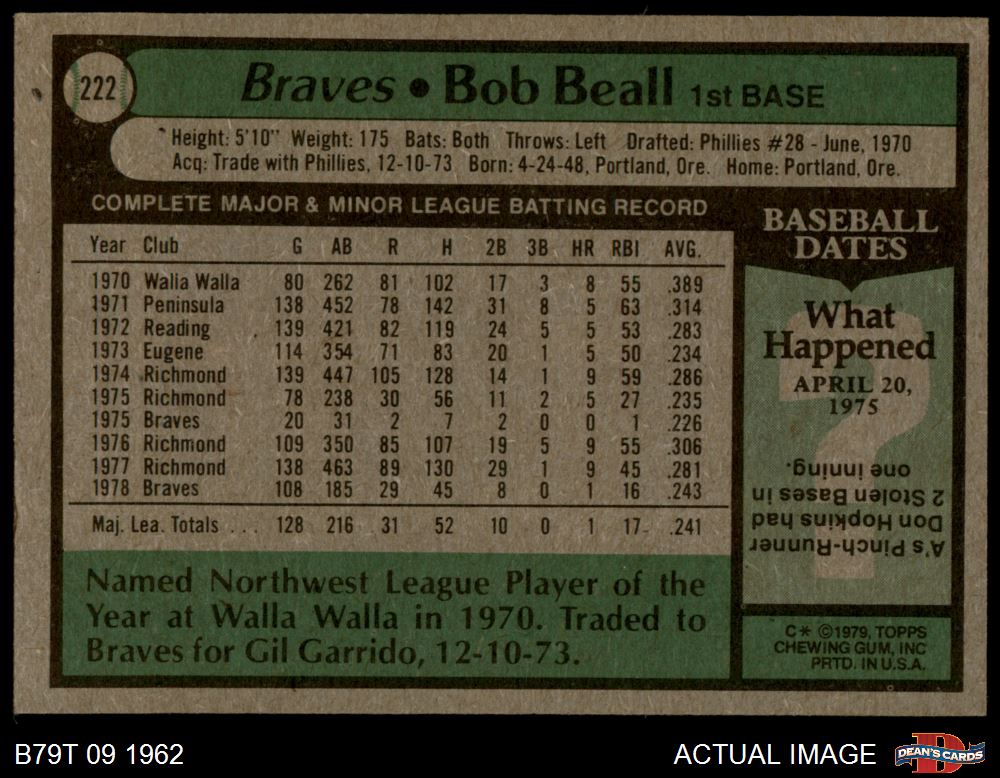 222
Braves • Bob Beall 1st BASE
Height: 5'10" Weight: 175 Bats: Both Throws: Left Drafted: Phillies #28 - June, 1970
Acq: Trade with Phillies, 12-10-73 Born: 4-24-48, Portland, Ore. Home: Portland, Ore.
COMPLETE MAJOR & MINOR LEAGUE BATTING RECORD
Year Club G AB R H 2B 3B HR RBI AVG.
1970 Walla Walla 80 262 81 102 17 3 8 55 .389
1971 Peninsula 138 452 78 142 31 8 5 63 .314
1972 Reading 139 421 82 119 24 5 5 53 .283
1973 Eugene 114 354 71 83 20 1 5 50 .234
1974 Richmond 139 447 105 128 14 1 9 59 .286
1975 Richmond 78 238 30 56 11 2 5 27 .235
1975 Braves 20 31 2 7 2 0 0 1 .226
1976 Richmond 109 350 85 107 19 5 9 55 .306
1977 Richmond 138 463 89 130 29 1 9 45 .281
1978 Braves 108 185 29 45 8 0 1 16 .243
Maj. Lea. Totals . . . 128 216 31 52 10 0 1 17 .241
Named Northwest League Player of the
Year at Walla Walla in 1970. Traded to
Braves for Gil Garrido, 12-10-73.
BASEBALL
DATES
What
Happened
APRIL 20,
1975
?
A's Pinch-Runner
Don Hopkins had
2 Stolen Bases in
one inning.
C* ©1979, TOPPS
CHEWING GUM, INC
PRTD. IN U.S.A.
B79T 09 1962
ACTUAL IMAGE
DEAN'S CARDS